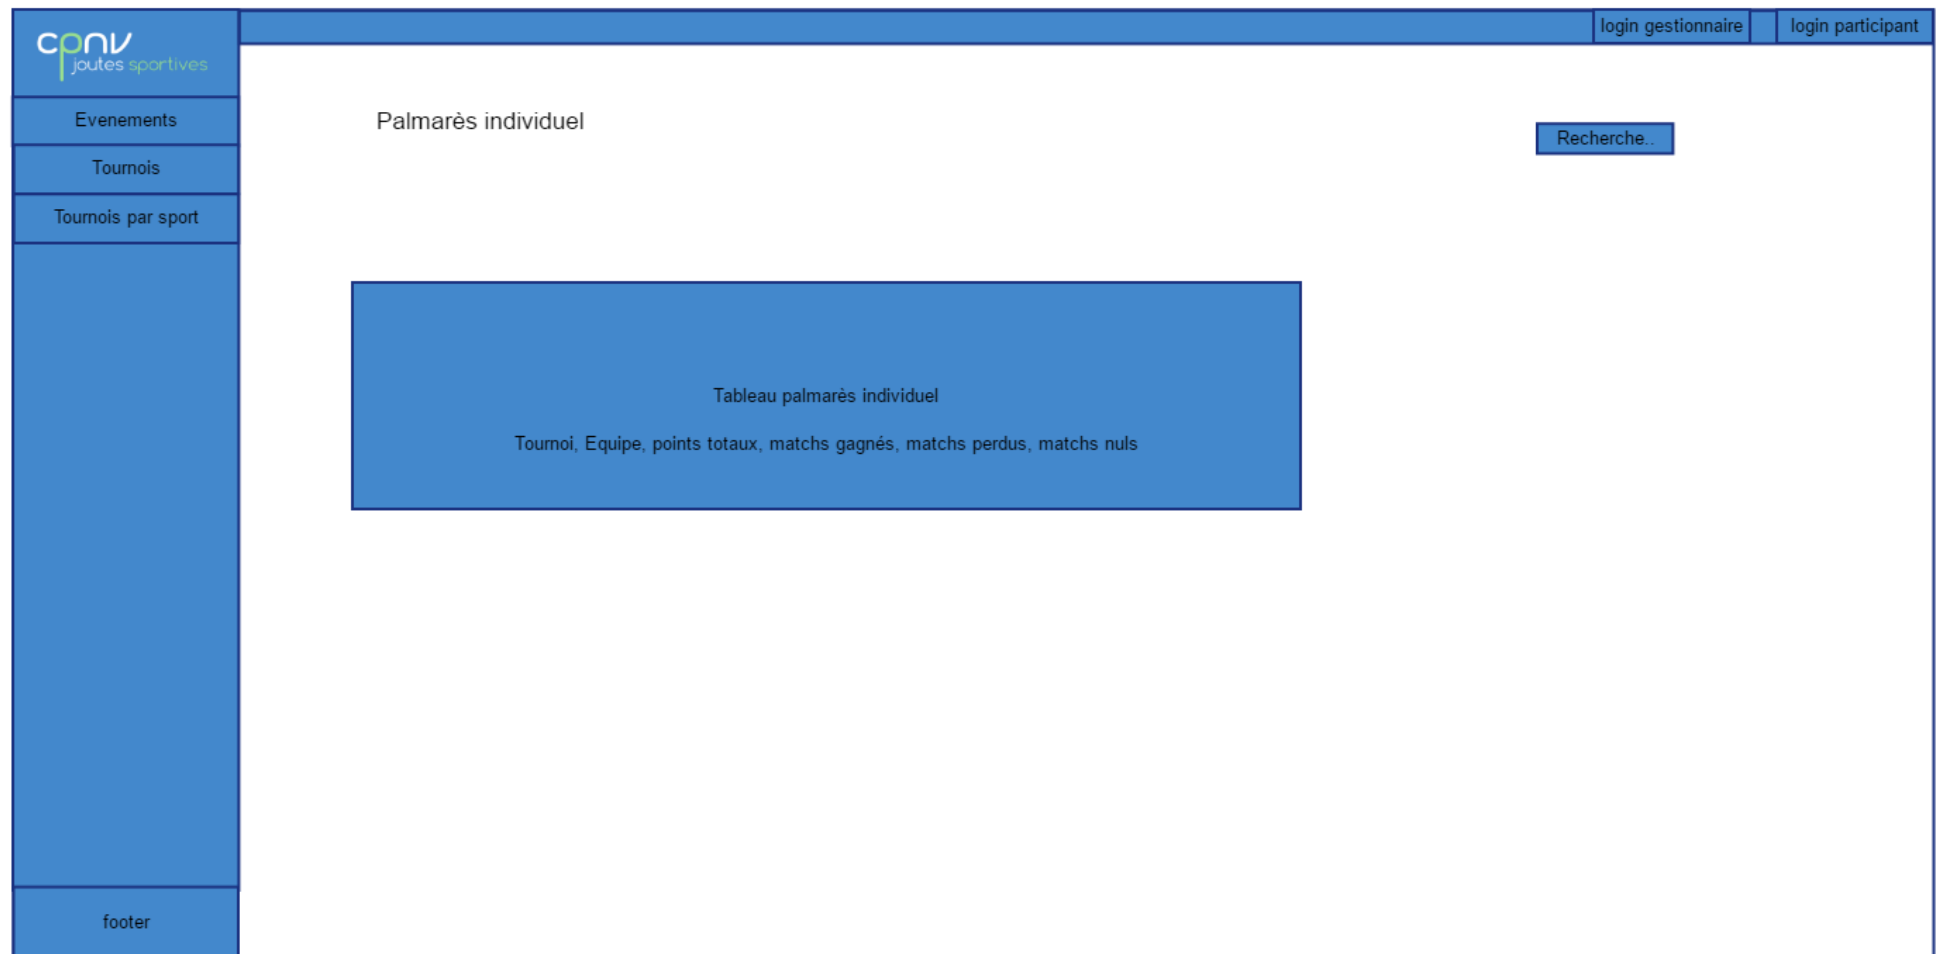 cpnv
joutes sportives
login gestionnaire
login participant
Evenements
Tournois
Tournois par sport
Palmarès individuel
Recherche..
Tableau palmarès individuel
Tournoi, Equipe, points totaux, matchs gagnés, matchs perdus, matchs nuls
footer